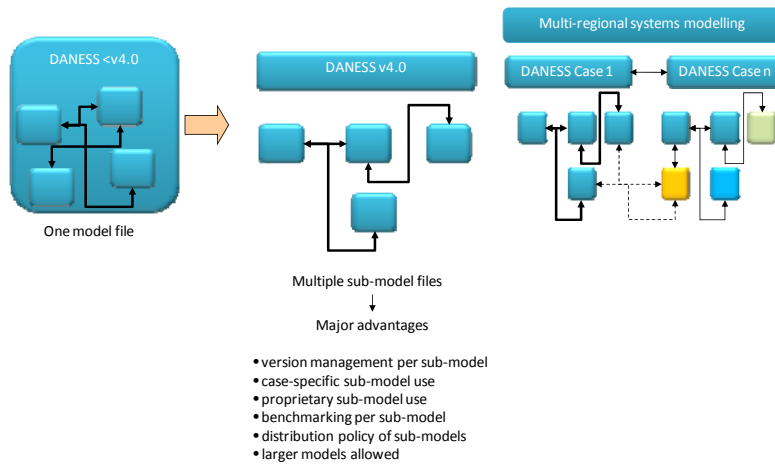 DANESS <v4.0
One model file
DANESS v4.0
Multiple sub-model files
Major advantages
• version management per sub-model
• case-specific sub-model use
• proprietary sub-model use
• benchmarking per sub-model
• distribution policy of sub-models
• larger models allowed
Multi-regional systems modelling
DANESS Case 1
DANESS Case n